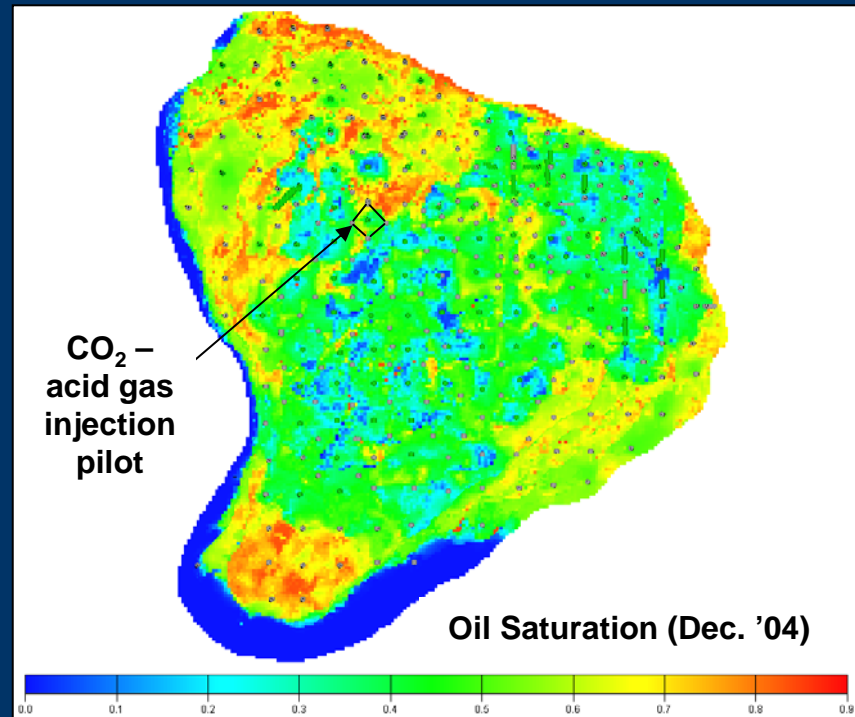 CO₂ –
acid gas
injection
pilot
Oil Saturation (Dec. ’04)
0.0 0.1 0.2 0.3 0.4 0.5 0.6 0.7 0.8 0.9